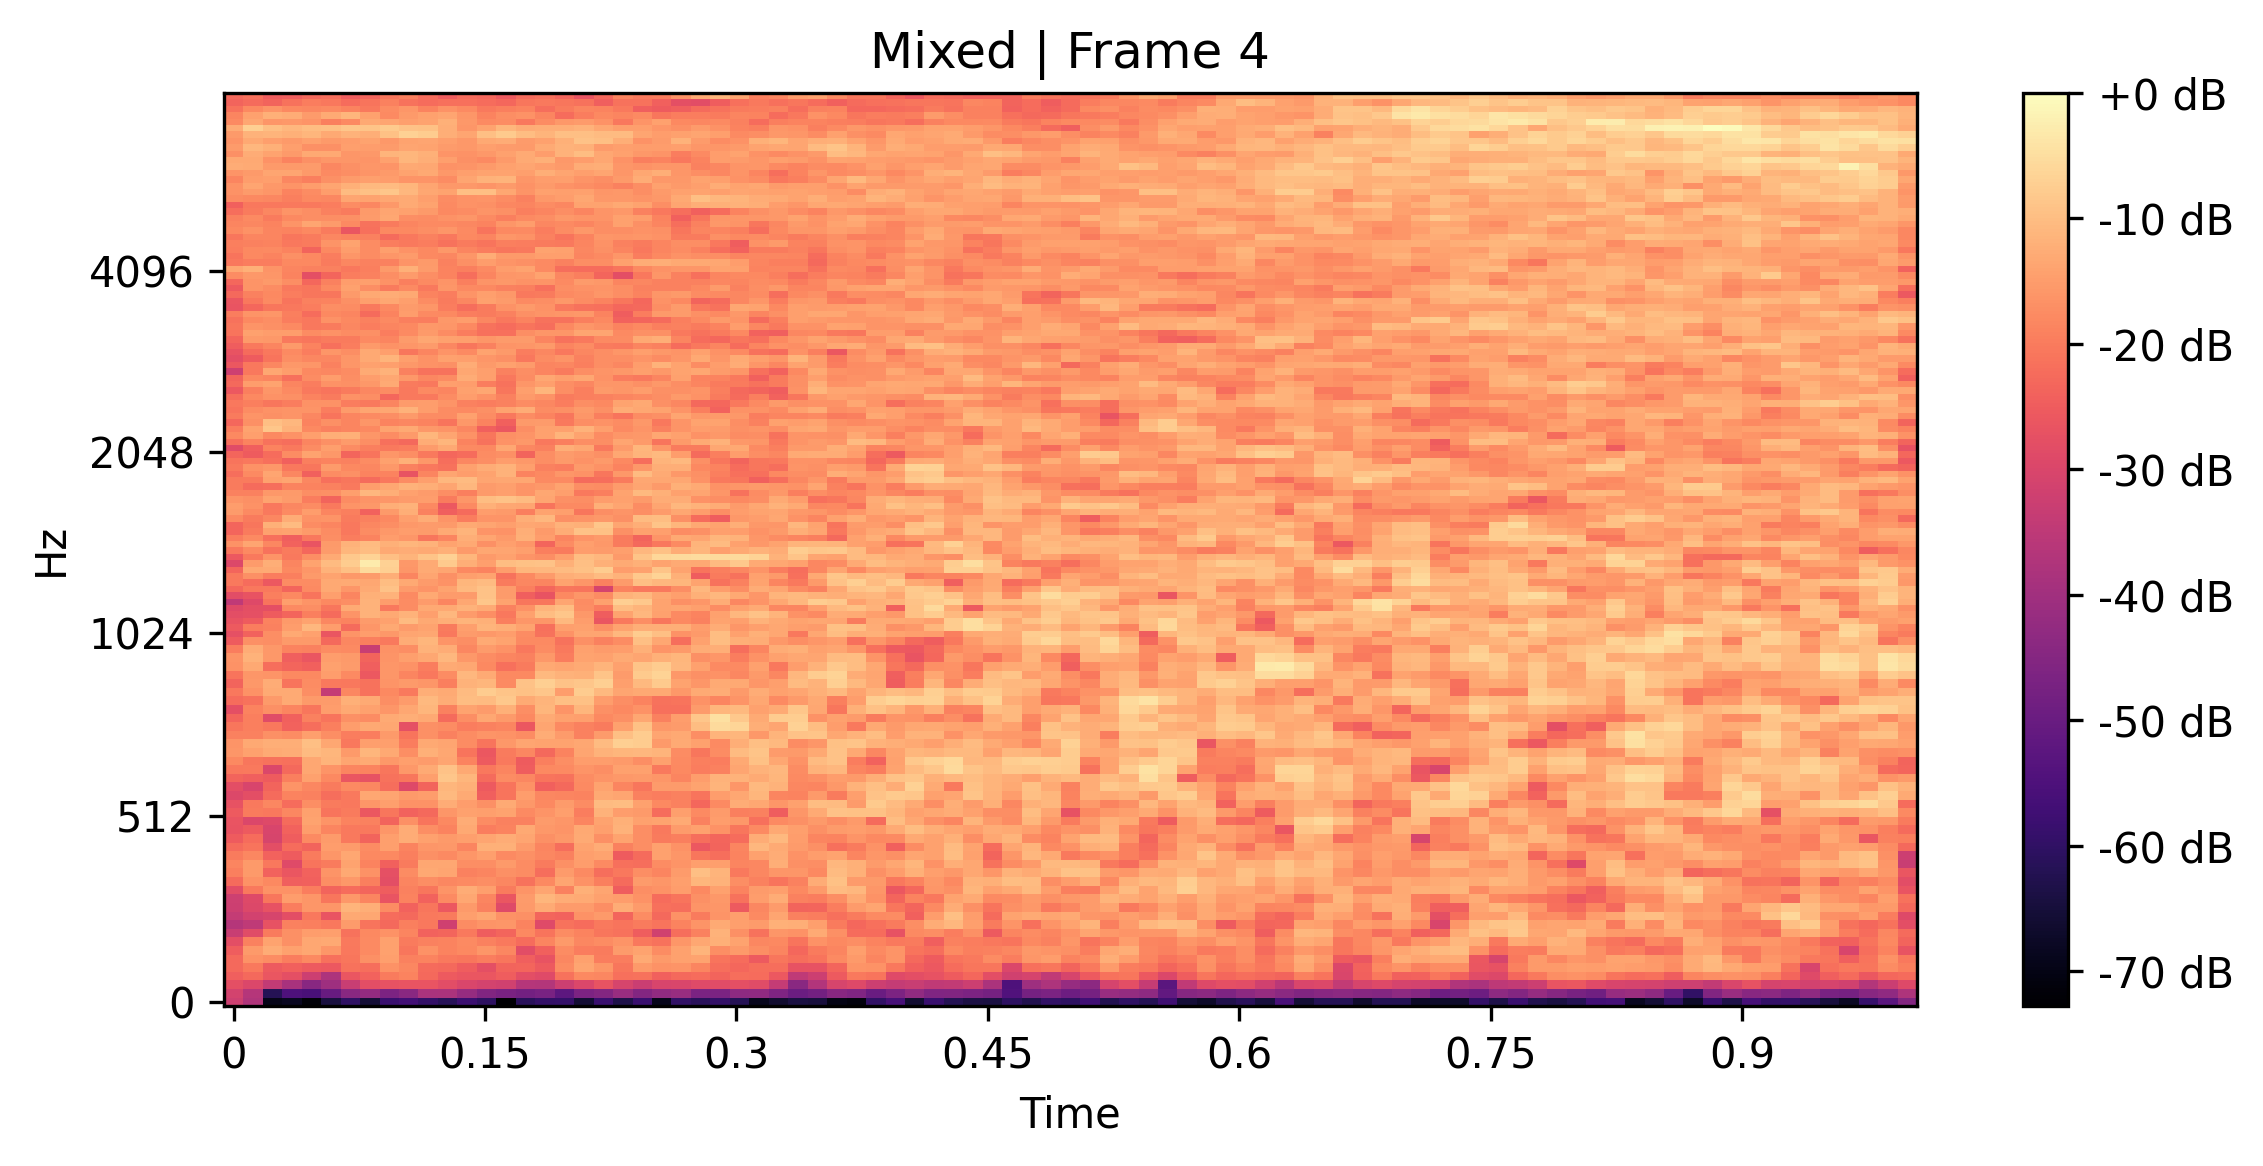 Mixed | Frame 4
Hz
4096
2048
1024
512
0
0 0.15 0.3 0.45 0.6 0.75 0.9
Time
+0 dB
-10 dB
-20 dB
-30 dB
-40 dB
-50 dB
-60 dB
-70 dB